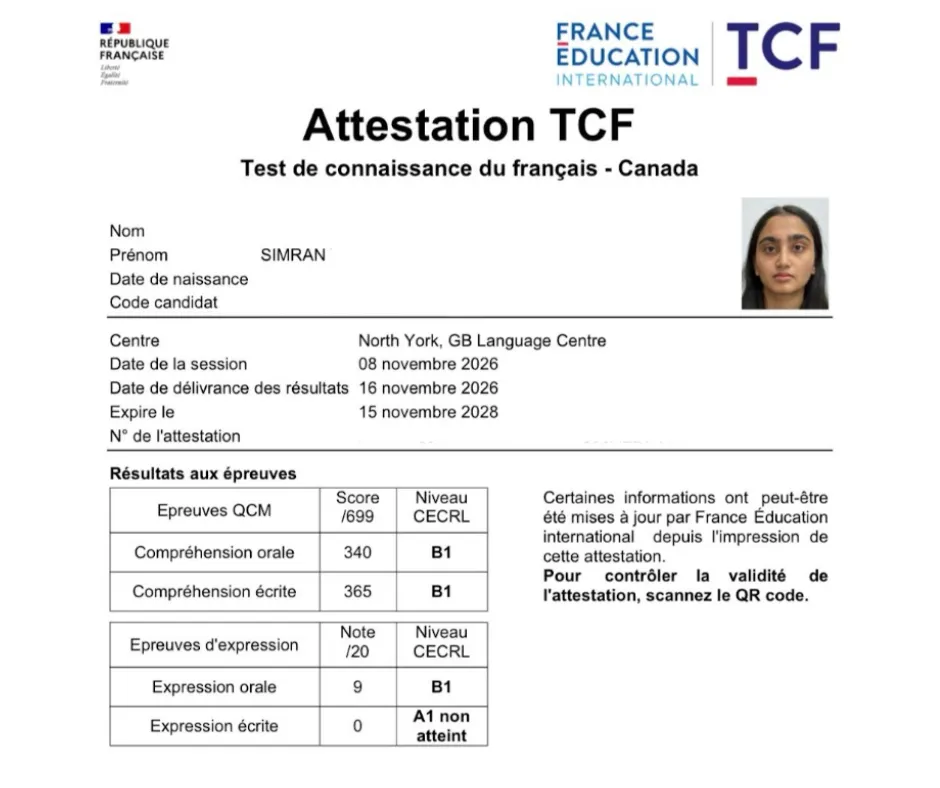 RÉPUBLIQUE
FRANÇAISE
Liberté
Égalité
Fraternité
FRANCE
ÉDUCATION
INTERNATIONAL
TCF
Attestation TCF
Test de connaissance du français - Canada
Nom
Prénom SIMRAN
Date de naissance
Code candidat
Centre North York, GB Language Centre
Date de la session 08 novembre 2026
Date de délivrance des résultats 16 novembre 2026
Expire le 15 novembre 2028
N° de l'attestation
Résultats aux épreuves
Epreuves QCM Score /699 Niveau CECRL
Compréhension orale 340 B1
Compréhension écrite 365 B1
Epreuves d'expression Note /20 Niveau CECRL
Expression orale 9 B1
Expression écrite 0 A1 non atteint
Certaines informations ont peut-être
été mises à jour par France Éducation
international depuis l'impression de
cette attestation.
Pour contrôler la validité de
l'attestation, scannez le QR code.